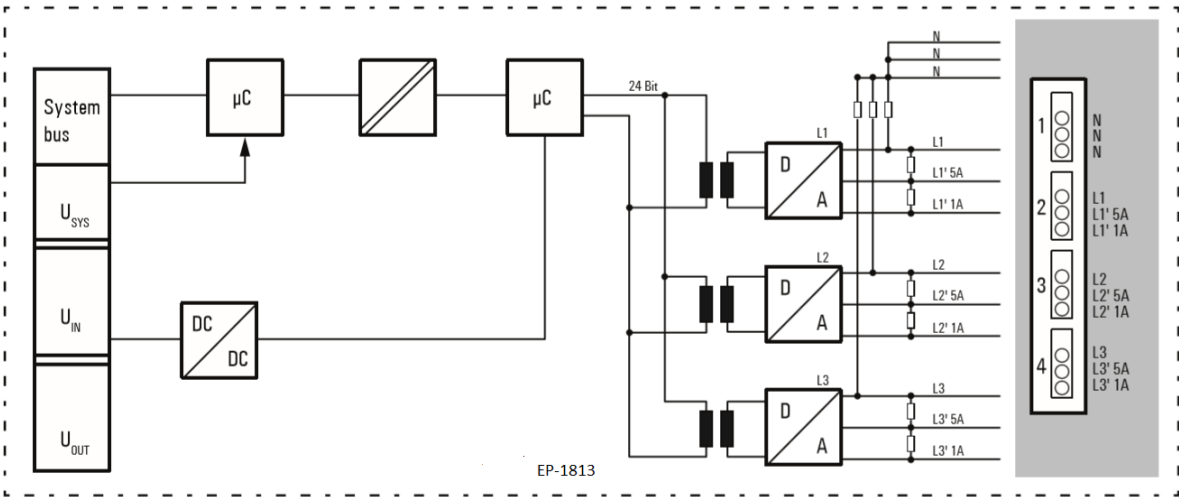 System
bus
U SYS
U IN
U OUT
µC
µC
DC
DC
24 Bit
D
A
L1
D
A
L2
D
A
L3
N
N
N
L1
L1' 5A
L1' 1A
L2
L2' 5A
L2' 1A
L3
L3' 5A
L3' 1A
1
N
N
N
2
L1
L1' 5A
L1' 1A
3
L2
L2' 5A
L2' 1A
4
L3
L3' 5A
L3' 1A
EP-1813